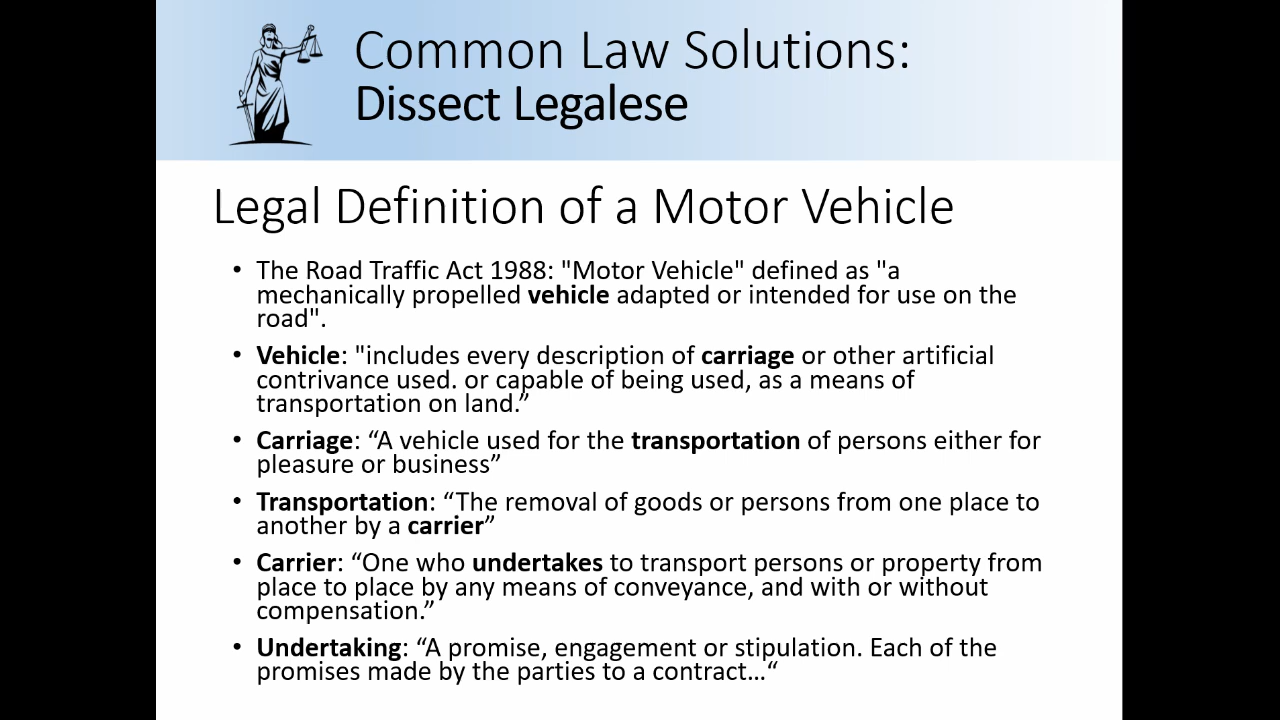 Common Law Solutions:
Dissect Legalese
Legal Definition of a Motor Vehicle
• The Road Traffic Act 1988: "Motor Vehicle" defined as "a
mechanically propelled vehicle adapted or intended for use on the
road".
• Vehicle: "includes every description of carriage or other artificial
contrivance used. or capable of being used, as a means of
transportation on land.”
• Carriage: “A vehicle used for the transportation of persons either for
pleasure or business”
• Transportation: “The removal of goods or persons from one place to
another by a carrier”
• Carrier: “One who undertakes to transport persons or property from
place to place by any means of conveyance, and with or without
compensation.”
• Undertaking: “A promise, engagement or stipulation. Each of the
promises made by the parties to a contract…“